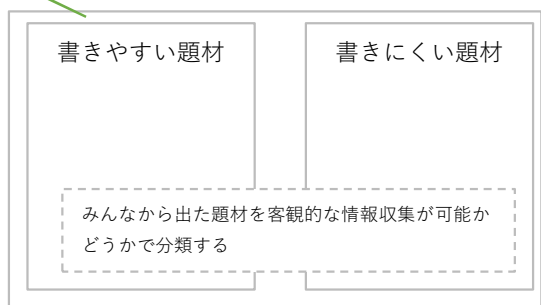 書きやすい題材
書きにくい題材
みんなから出た題材を客観的な情報収集が可能か
どうかで分類する